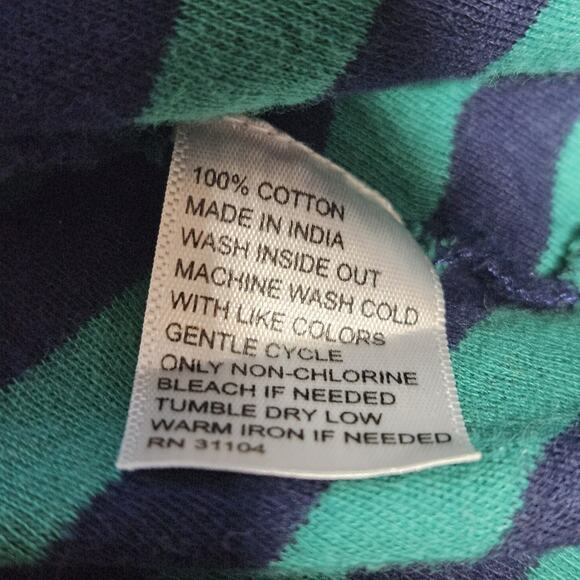 100% COTTON
MADE IN INDIA
WASH INSIDE OUT
MACHINE WASH COLD
WITH LIKE COLORS
GENTLE CYCLE
ONLY NON-CHLORINE
BLEACH IF NEEDED
TUMBLE DRY LOW
WARM IRON IF NEEDED
RN 31104